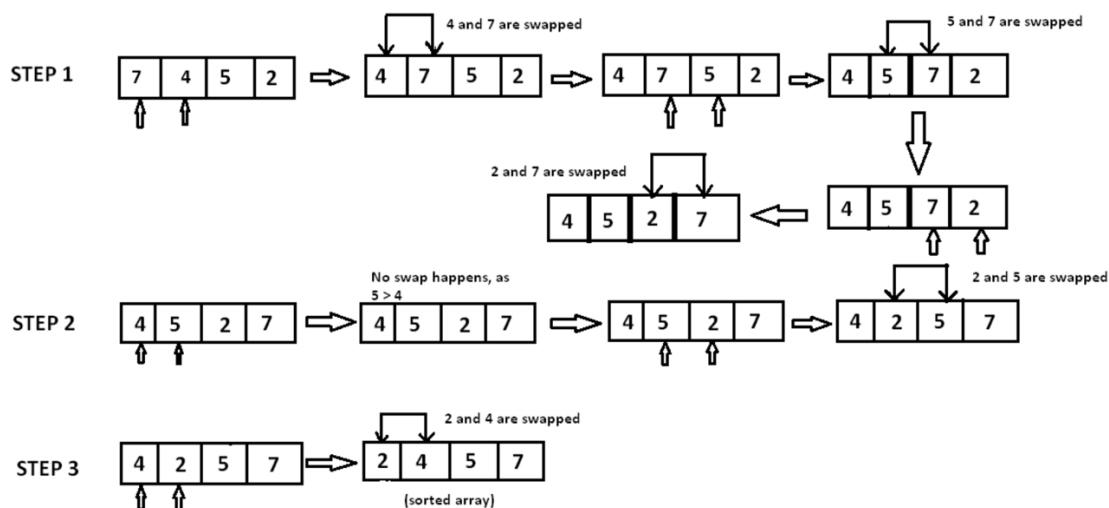 4 and 7 are swapped
5 and 7 are swapped
STEP 1
7 4 5 2
4 7 5 2
4 7 5 2
4 5 7 2
2 and 7 are swapped
4 5 2 7
4 5 7 2
No swap happens, as
5 > 4
2 and 5 are swapped
STEP 2
4 5 2 7
4 5 2 7
4 5 2 7
4 2 5 7
2 and 4 are swapped
STEP 3
4 2 5 7
2 4 5 7
(sorted array)